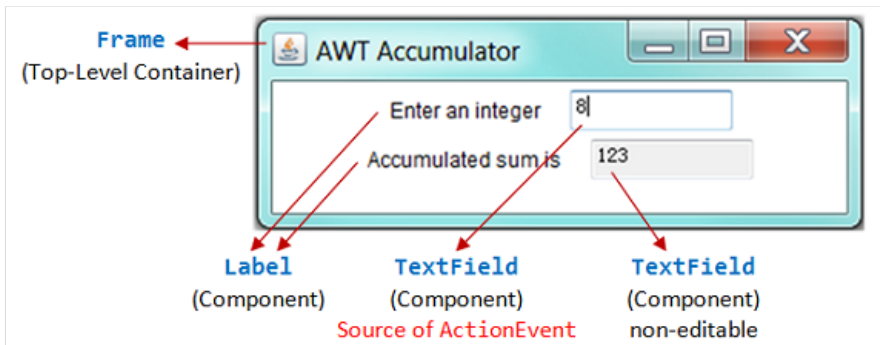 Frame
(Top-Level Container)
AWT Accumulator
Enter an integer 8
Accumulated sum is 123
Label TextField TextField
(Component) (Component) (Component)
Source of ActionEvent non-editable